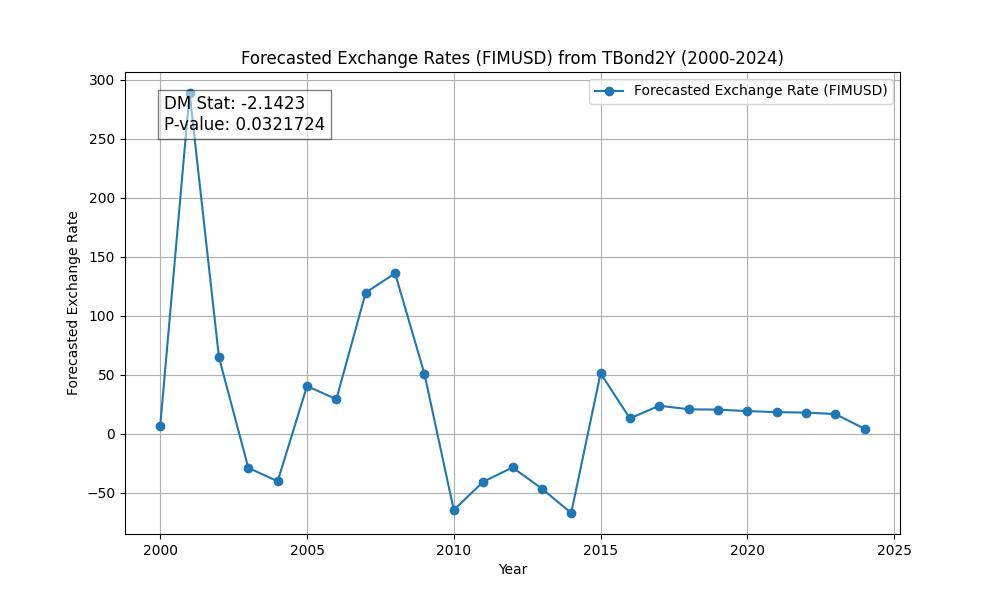 Forecasted Exchange Rates (FIMUSD) from TBond2Y (2000-2024)
DM Stat: -2.1423
P-value: 0.0321724
Forecasted Exchange Rate (FIMUSD)
Forecasted Exchange Rate
300
250
200
150
100
50
0
−50
2000
2005
2010
2015
2020
2025
Year